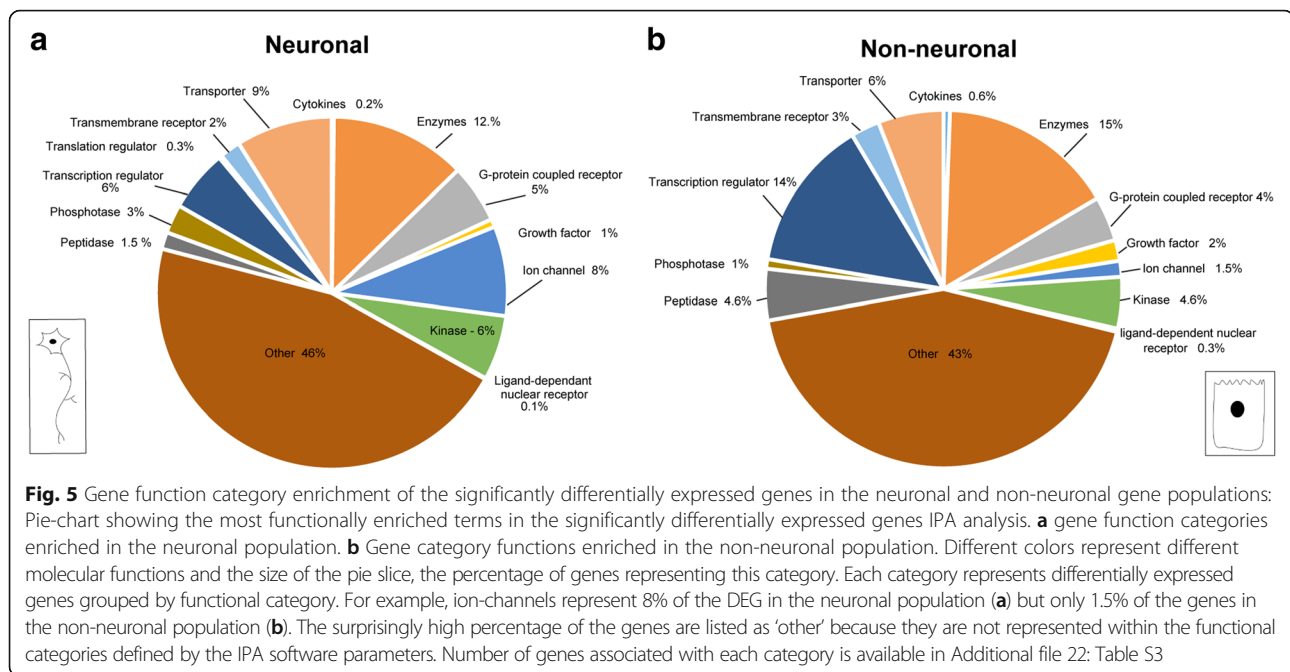 a
Neuronal
Transporter 9%
Cytokines 0.2%
Transmembrane receptor 2%
Enzymes 12.%
Translation regulator 0.3%
G-protein coupled receptor
5%
Transcription regulator
6%
Phosphotase 3%
Growth factor 1%
Peptidase 1.5 %
Ion channel 8%
Kinase - 6%
Other 46%
Ligand-dependant
nuclear receptor
0.1%
b
Non-neuronal
Transporter 6%
Cytokines 0.6%
Transmembrane receptor 3%
Enzymes 15%
Transcription regulator 14%
G-protein coupled receptor 4%
Growth factor 2%
Phosphotase 1%
Ion channel 1.5%
Peptidase 4.6%
Kinase 4.6%
ligand-dependent nuclear
receptor 0.3%
Other 43%
Fig. 5 Gene function category enrichment of the significantly differentially expressed genes in the neuronal and non-neuronal gene populations:
Pie-chart showing the most functionally enriched terms in the significantly differentially expressed genes IPA analysis. a gene function categories
enriched in the neuronal population. b Gene category functions enriched in the non-neuronal population. Different colors represent different
molecular functions and the size of the pie slice, the percentage of genes representing this category. Each category represents differentially expressed
genes grouped by functional category. For example, ion-channels represent 8% of the DEG in the neuronal population (a) but only 1.5% of the genes in
the non-neuronal population (b). The surprisingly high percentage of the genes are listed as 'other' because they are not represented within the functional
categories defined by the IPA software parameters. Number of genes associated with each category is available in Additional file 22: Table S3